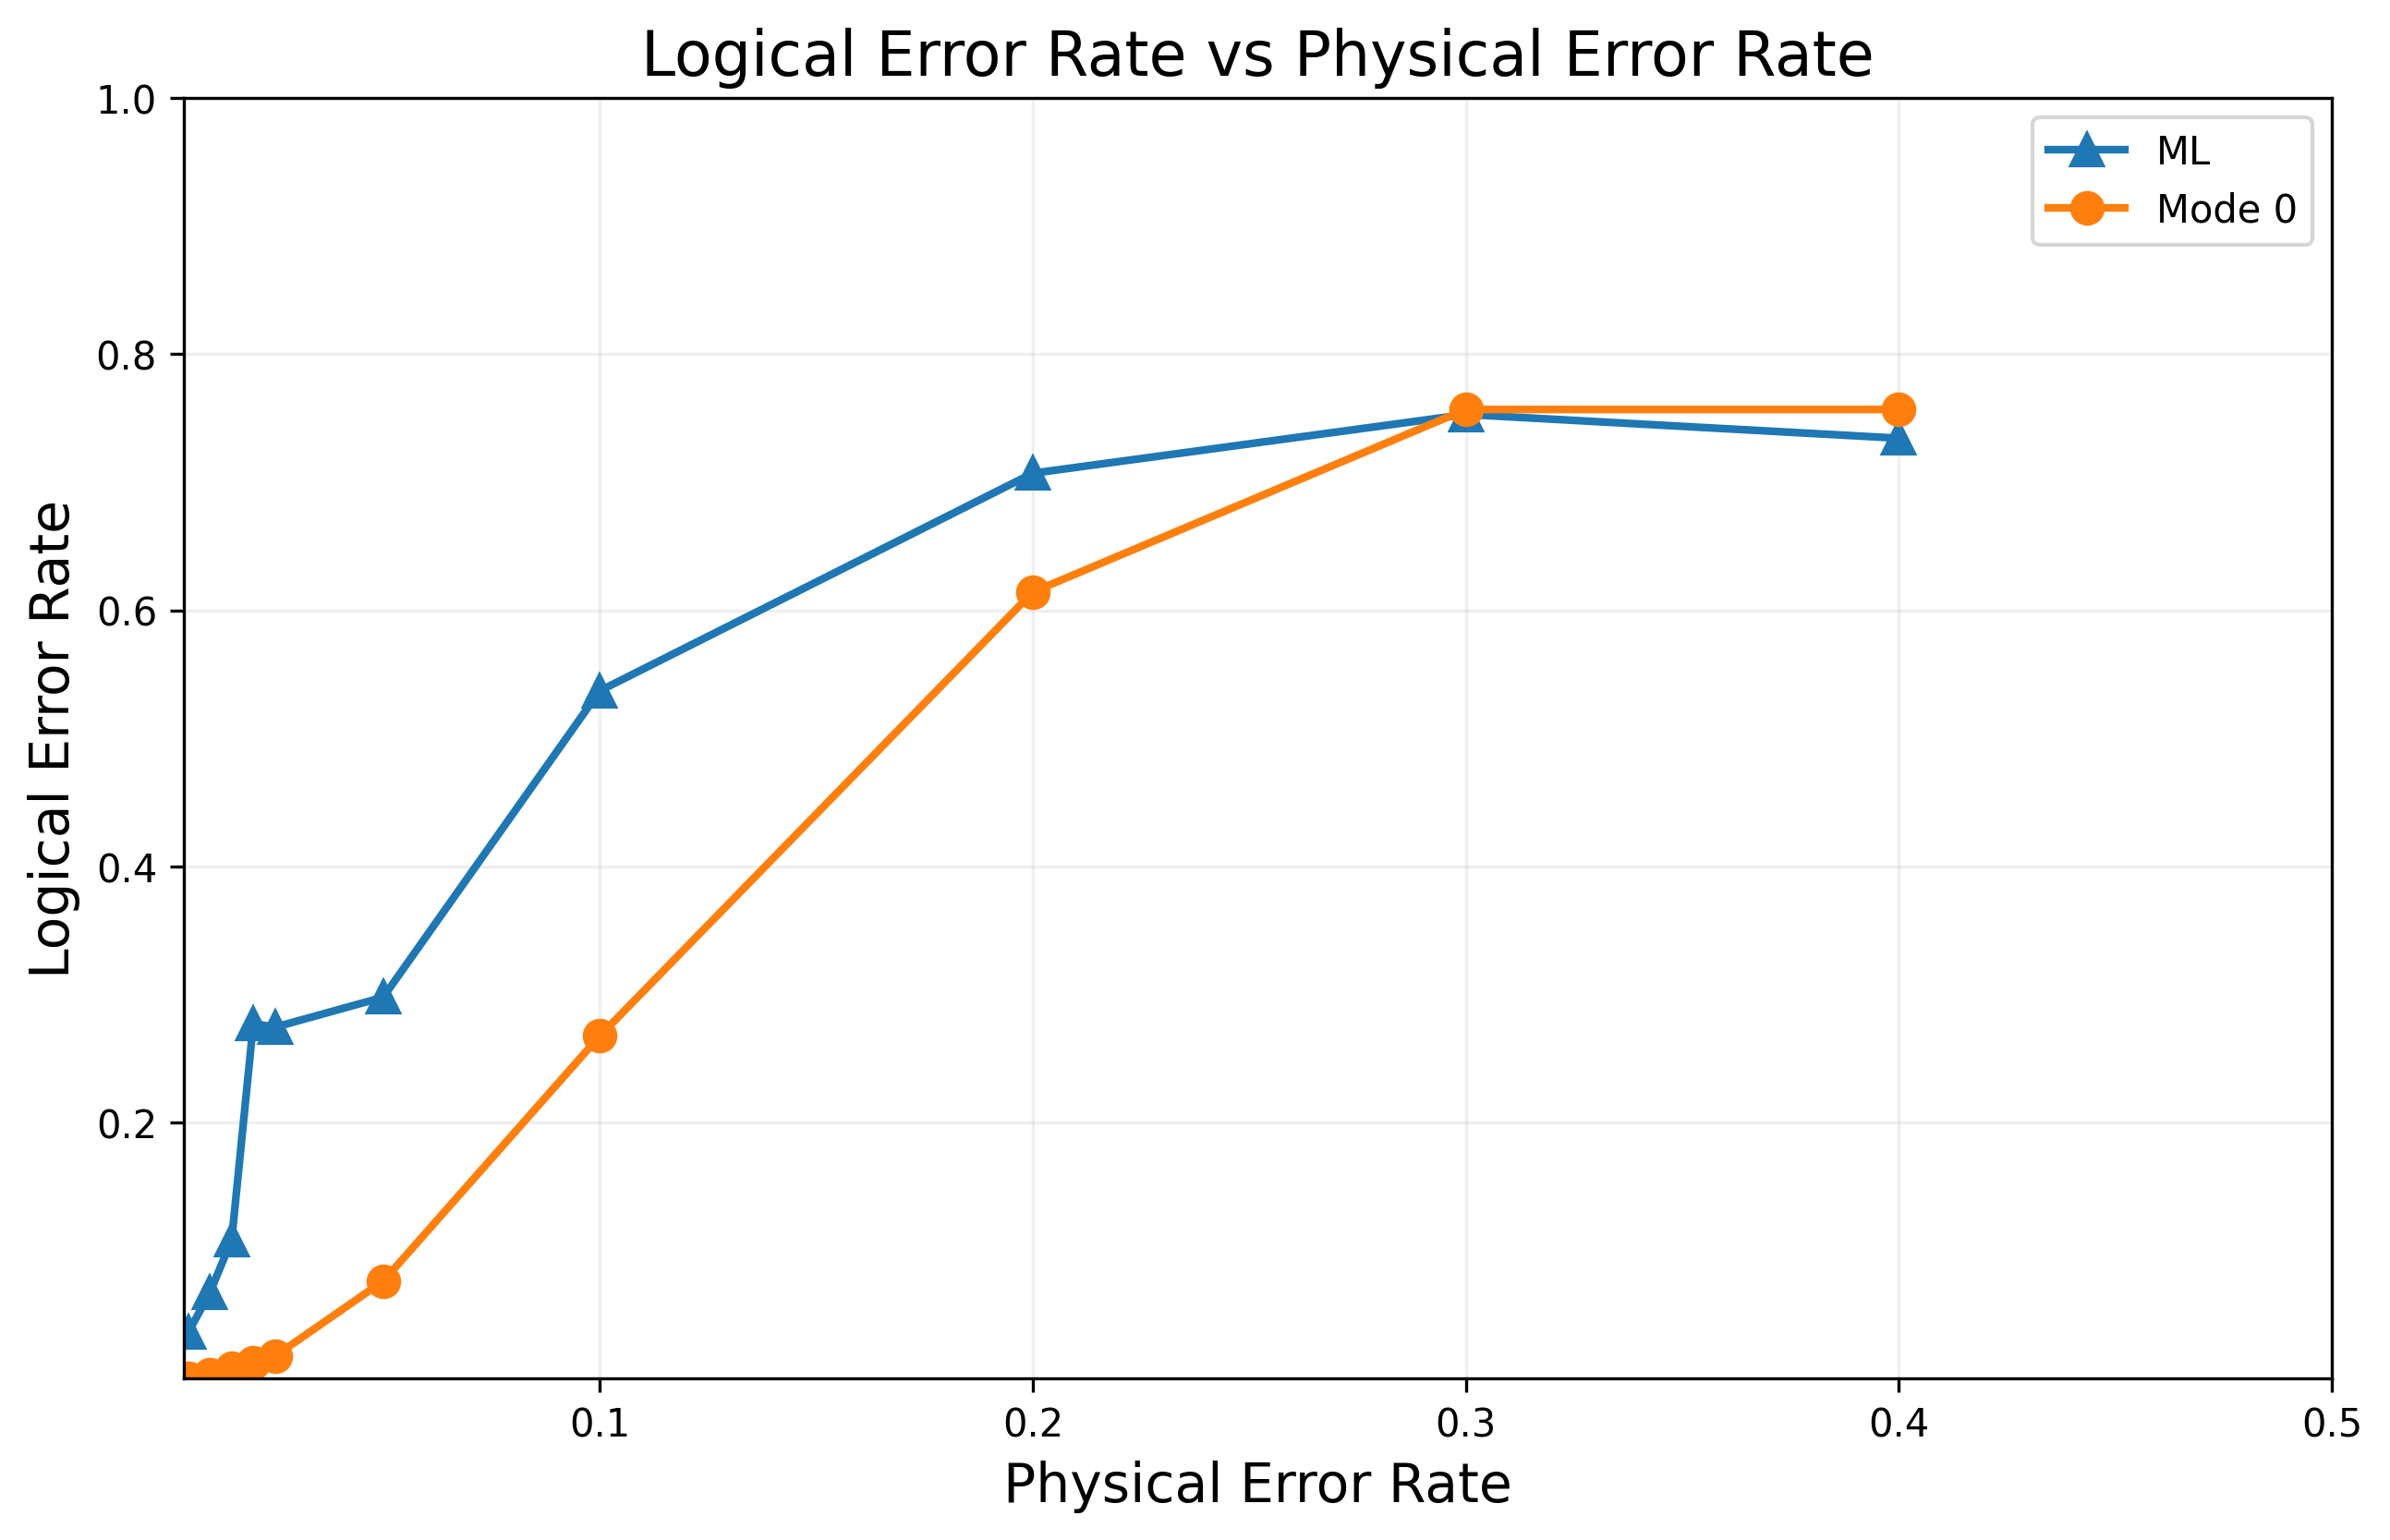 Logical Error Rate vs Physical Error Rate
1.0
0.8
0.6
0.4
0.2
Logical Error Rate
ML
Mode 0
0.1
0.2
0.3
0.4
0.5
Physical Error Rate